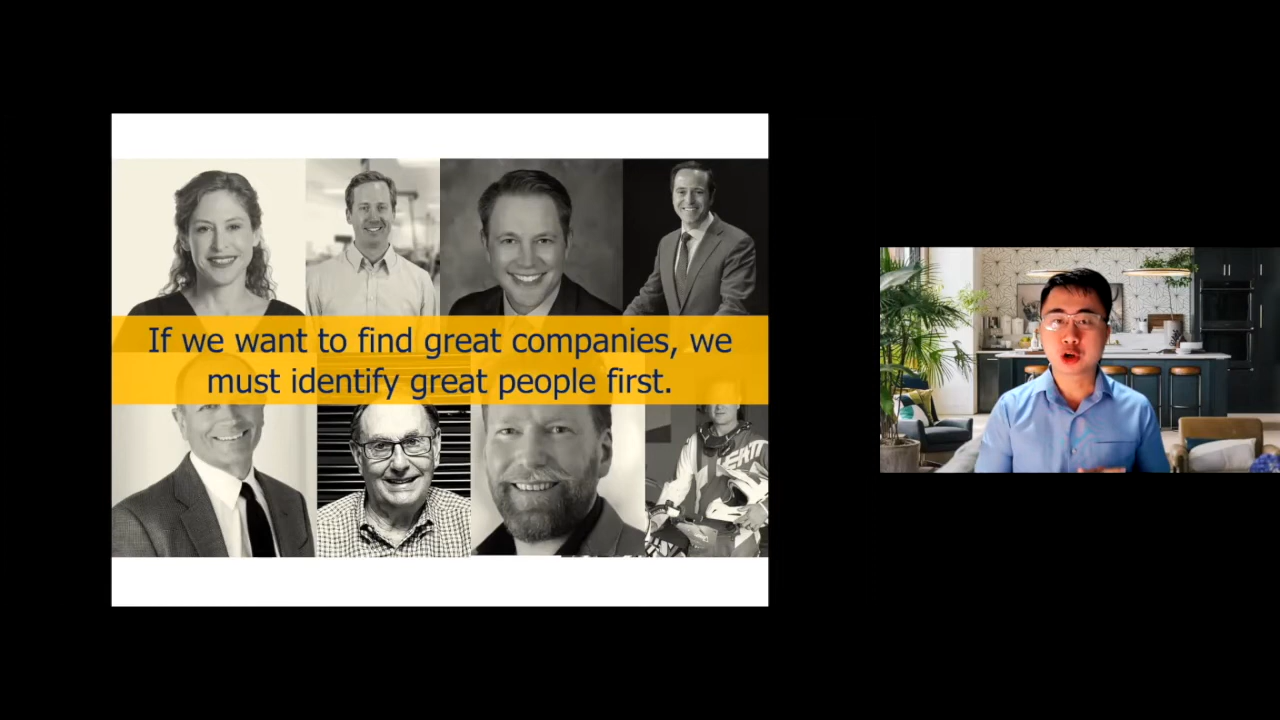 If we want to find great companies, we
must identify great people first.